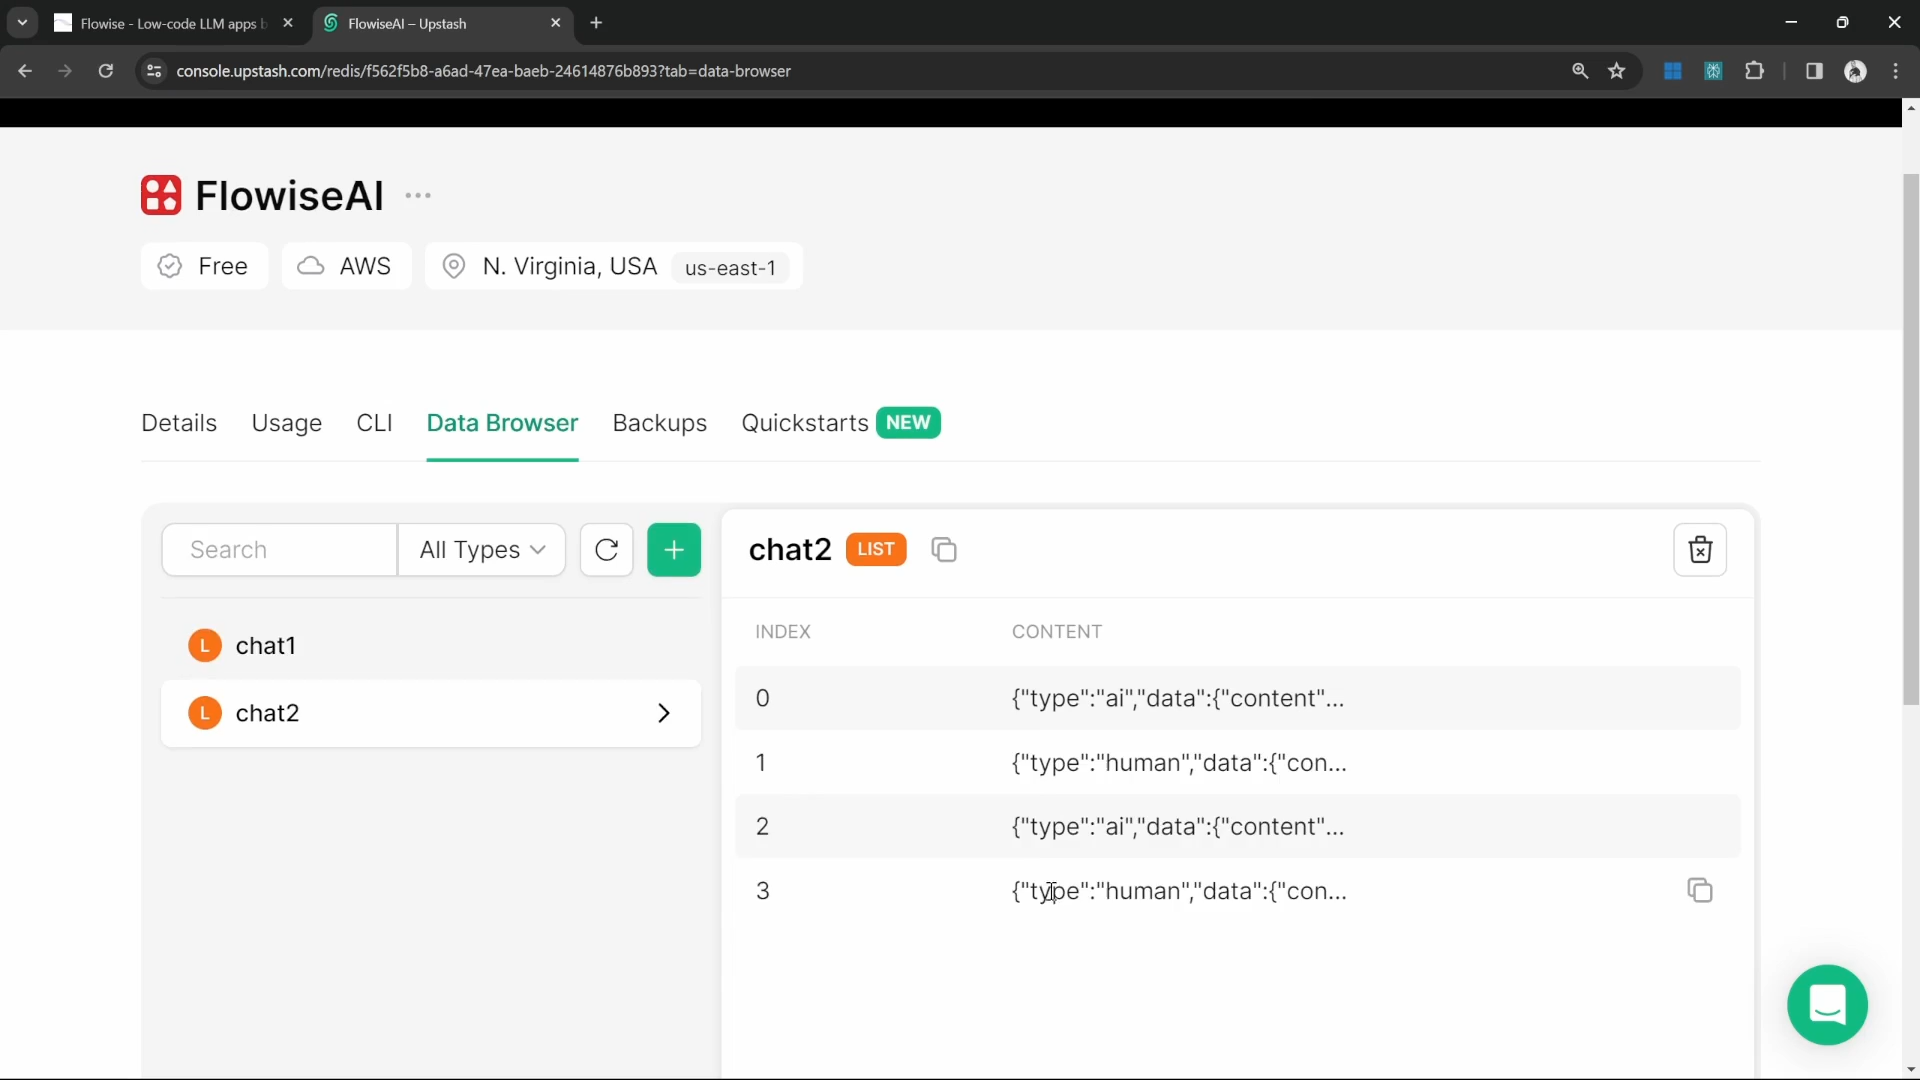 Flowise - Low-code LLM apps b
FlowiseAI – Upstash
console.upstash.com/redis/f562f5b8-a6ad-47ea-baeb-24614876b893?tab=data-browser
FlowiseAI
Free
AWS
N. Virginia, USA us-east-1
Details Usage CLI Data Browser Backups Quickstarts NEW
Search All Types
L chat1
L chat2
chat2 LIST
INDEX CONTENT
0 {"type":"ai","data":{"content"...
1 {"type":"human","data":{"con...
2 {"type":"ai","data":{"content"...
3 {"type":"human","data":{"con...